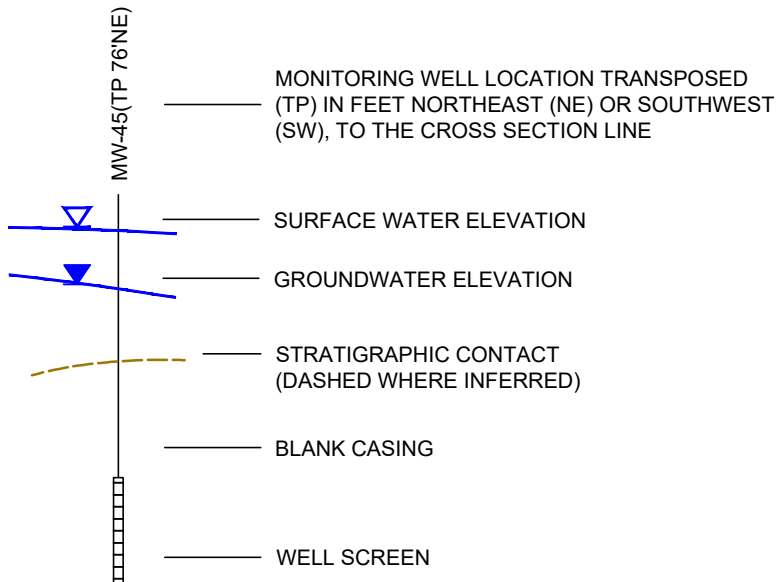 MW-45(TP 76'NE)
MONITORING WELL LOCATION TRANSPOSED
(TP) IN FEET NORTHEAST (NE) OR SOUTHWEST
(SW), TO THE CROSS SECTION LINE
SURFACE WATER ELEVATION
GROUNDWATER ELEVATION
STRATIGRAPHIC CONTACT
(DASHED WHERE INFERRED)
BLANK CASING
WELL SCREEN